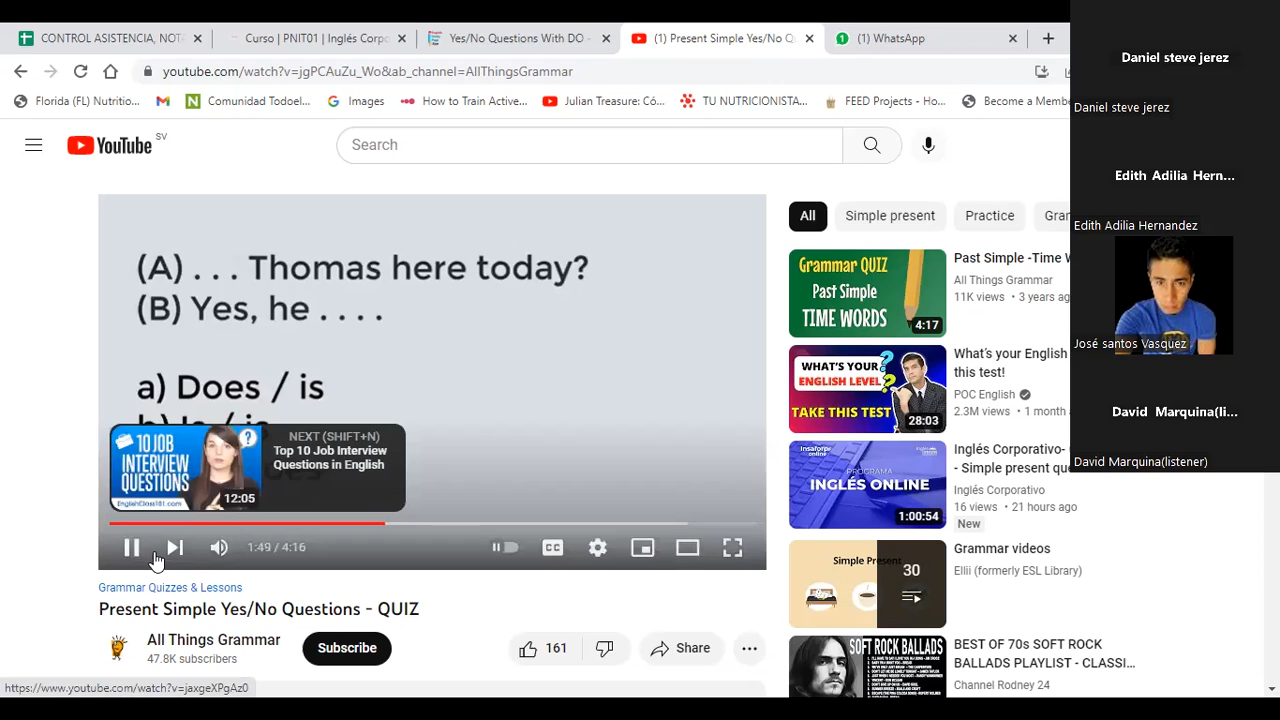 CONTROL ASISTENCIA, NOTA
Curso | PNIT01 | Inglés Corpo
Yes/No Questions With DO -
(1) Present Simple Yes/No Qu
(1) WhatsApp
youtube.com/watch?v=jgPCAuZu_Wo&ab_channel=AllThingsGrammar
Florida (FL) Nutritio...
Comunidad Todoel...
Images
How to Train Active...
Julian Treasure: Có...
TU NUTRICIONISTA...
FEED Projects - Ho...
Become a Membe
YouTube
SV
Search
(A) . . . Thomas here today?
(B) Yes, he . . . .
a) Does / is
NEXT (SHIFT+N)
Top 10 Job Interview
Questions in English
10 JOB
INTERVIEW
QUESTIONS
EnglishClass101.com
12:05
1:49 / 4:16
CC
Grammar Quizzes & Lessons
Present Simple Yes/No Questions - QUIZ
All Things Grammar
47.8K subscribers
Subscribe
161
Share
https://www.youtube.com/watch?v=jaxgeXPgAz0
All
Simple present
Practice
Gra
Grammar QUIZ
Past Simple
TIME WORDS
4:17
Past Simple -Time W
All Things Grammar
11K views • 3 years ag
WHAT'S YOUR
ENGLISH LEVEL?
TAKE THIS TEST
28:03
What's your English
this test!
POC English
2.3M views • 1 month
insaforp
online
PROGRAMA
INGLÉS ONLINE
1:00:54
Inglés Corporativo-
- Simple present que
Inglés Corporativo
16 views • 21 hours ago
New
Simple Present
30
Grammar videos
Ellii (formerly ESL Library)
SOFT ROCK
BALLADS
BEST OF 70s SOFT ROCK
BALLADS PLAYLIST - CLASSI...
Channel Rodney 24
Daniel steve jerez
Daniel steve jerez
Edith Adilia Hern...
Edith Adilia Hernandez
José santos Vasquez
David Marquina(li...
David Marquina(listener)